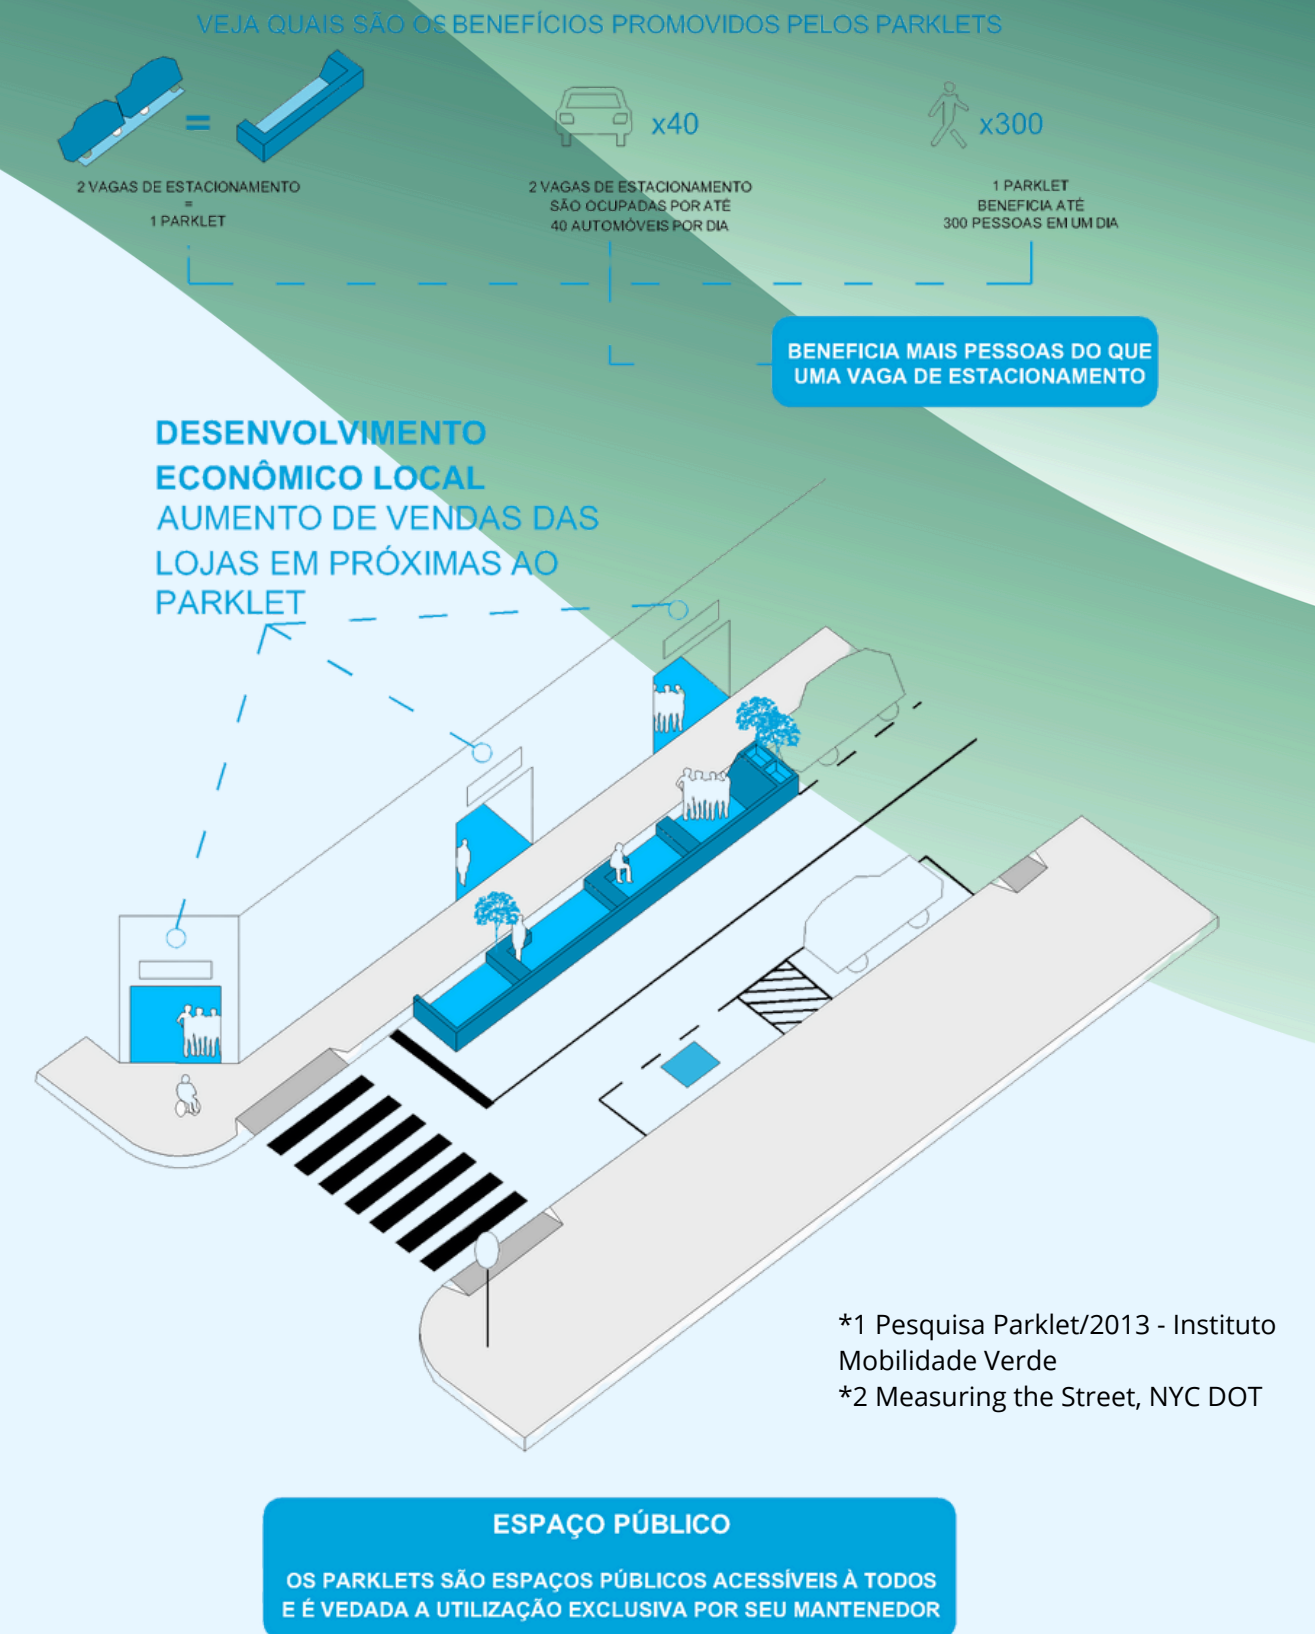 VEJA QUAIS SÃO OS BENEFÍCIOS PROMOVIDOS PELOS PARKLETS
=
2 VAGAS DE ESTACIONAMENTO
=
1 PARKLET
x40
2 VAGAS DE ESTACIONAMENTO
SÃO OCUPADAS POR ATÉ
40 AUTOMÓVEIS POR DIA
x300
1 PARKLET
BENEFICIA ATÉ
300 PESSOAS EM UM DIA
BENEFICIA MAIS PESSOAS DO QUE
UMA VAGA DE ESTACIONAMENTO
DESENVOLVIMENTO
ECONÔMICO LOCAL
AUMENTO DE VENDAS DAS
LOJAS EM PRÓXIMAS AO
PARKLET
*1 Pesquisa Parklet/2013 - Instituto
Mobilidade Verde
*2 Measuring the Street, NYC DOT
ESPAÇO PÚBLICO
OS PARKLETS SÃO ESPAÇOS PÚBLICOS ACESSÍVEIS À TODOS
E É VEDADA A UTILIZAÇÃO EXCLUSIVA POR SEU MANTENEDOR